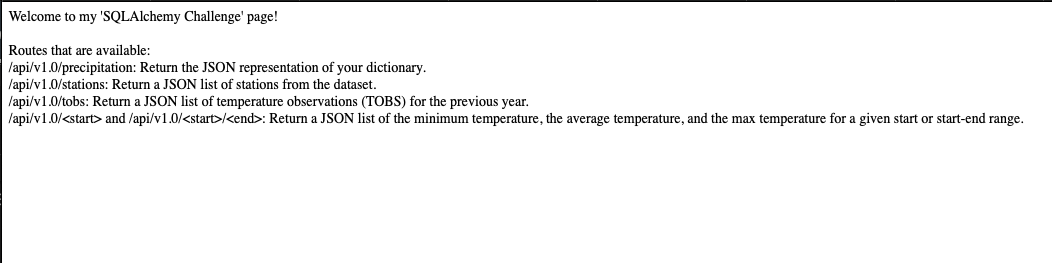 Welcome to my 'SQLAlchemy Challenge' page!
Routes that are available:
/api/v1.0/precipitation: Return the JSON representation of your dictionary.
/api/v1.0/stations: Return a JSON list of stations from the dataset.
/api/v1.0/tobs: Return a JSON list of temperature observations (TOBS) for the previous year.
/api/v1.0/<start> and /api/v1.0/<start>/<end>: Return a JSON list of the minimum temperature, the average temperature, and the max temperature for a given start or start-end range.